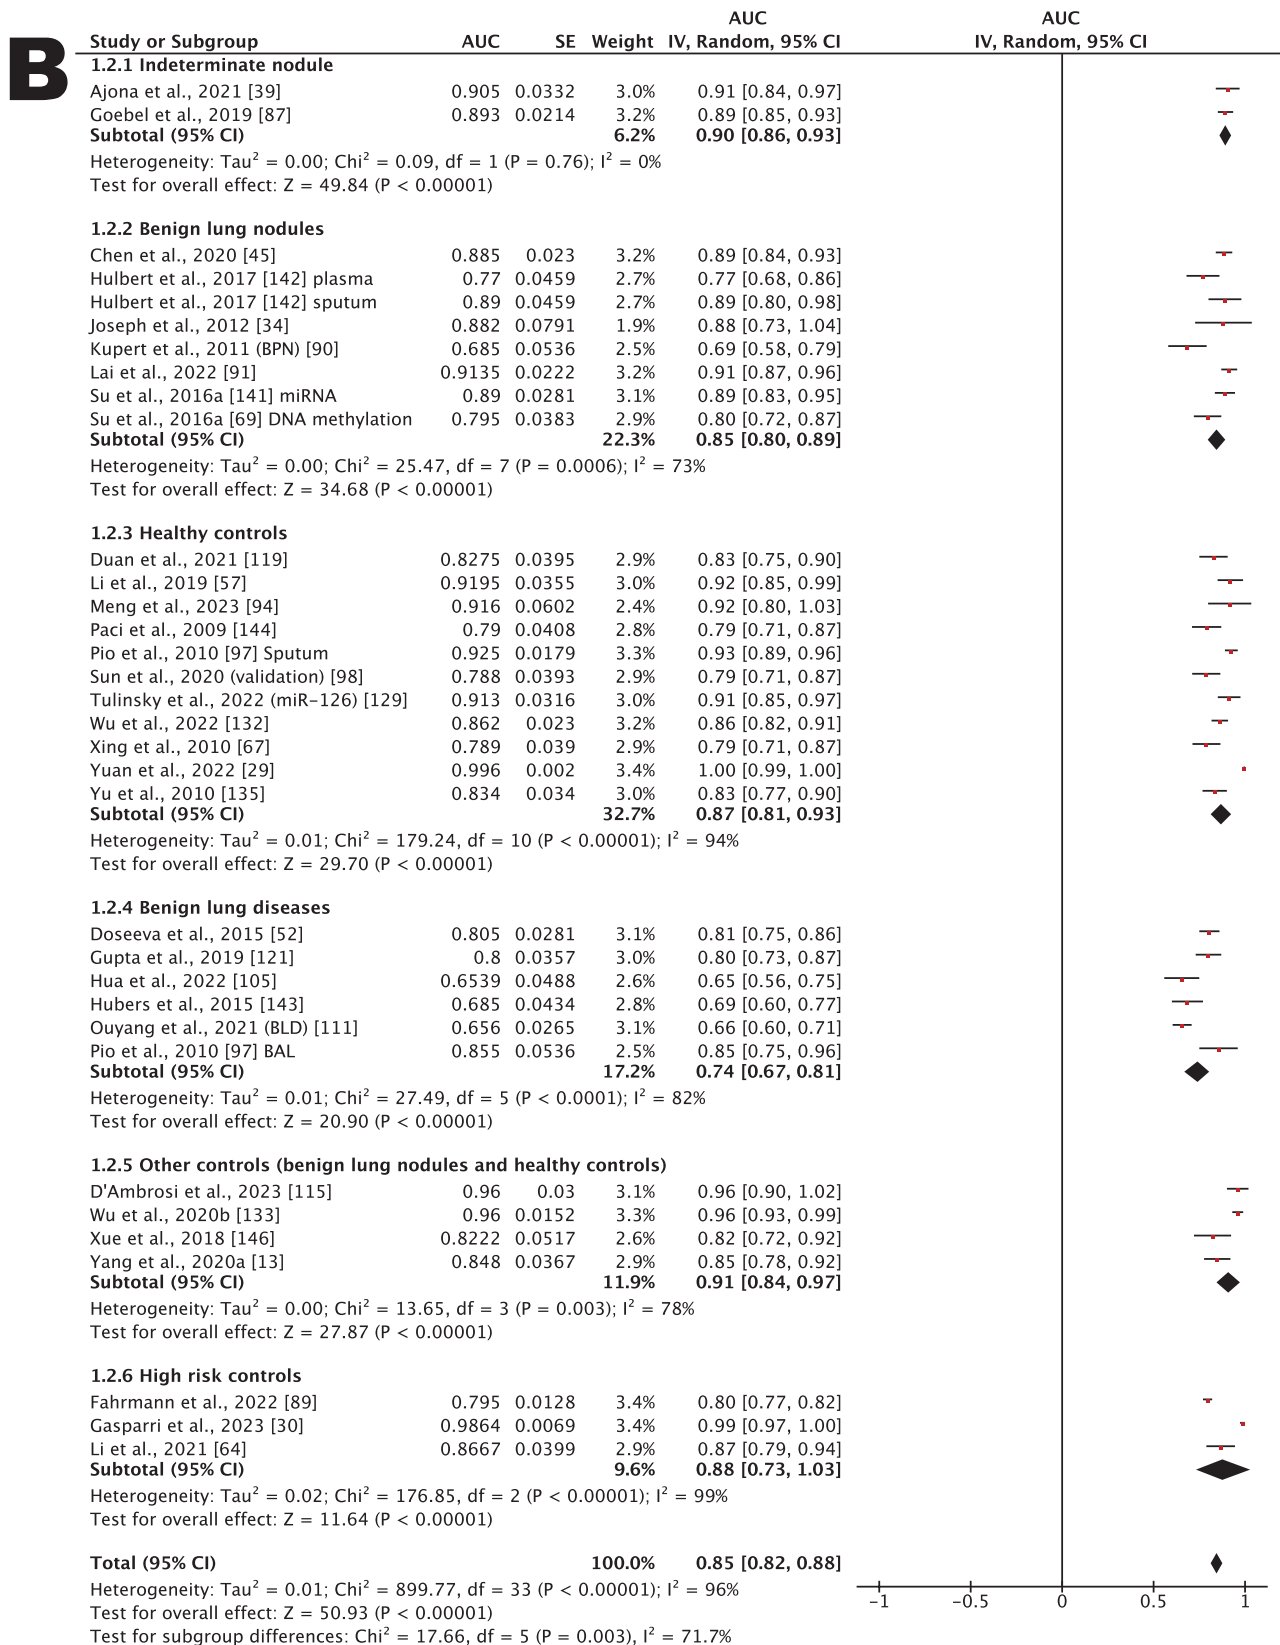 B
AUC AUC
Study or Subgroup AUC SE Weight IV, Random, 95% CI IV, Random, 95% CI
1.2.1 Indeterminate nodule
Ajona et al., 2021 [39] 0.905 0.0332 3.0% 0.91 [0.84, 0.97]
Goebel et al., 2019 [87] 0.893 0.0214 3.2% 0.89 [0.85, 0.93]
Subtotal (95% CI) 6.2% 0.90 [0.86, 0.93]
Heterogeneity: Tau² = 0.00; Chi² = 0.09, df = 1 (P = 0.76); I² = 0%
Test for overall effect: Z = 49.84 (P < 0.00001)
1.2.2 Benign lung nodules
Chen et al., 2020 [45] 0.885 0.023 3.2% 0.89 [0.84, 0.93]
Hulbert et al., 2017 [142] plasma 0.77 0.0459 2.7% 0.77 [0.68, 0.86]
Hulbert et al., 2017 [142] sputum 0.89 0.0459 2.7% 0.89 [0.80, 0.98]
Joseph et al., 2012 [34] 0.882 0.0791 1.9% 0.88 [0.73, 1.04]
Kupert et al., 2011 (BPN) [90] 0.685 0.0536 2.5% 0.69 [0.58, 0.79]
Lai et al., 2022 [91] 0.9135 0.0222 3.2% 0.91 [0.87, 0.96]
Su et al., 2016a [141] miRNA 0.89 0.0281 3.1% 0.89 [0.83, 0.95]
Su et al., 2016a [69] DNA methylation 0.795 0.0383 2.9% 0.80 [0.72, 0.87]
Subtotal (95% CI) 22.3% 0.85 [0.80, 0.89]
Heterogeneity: Tau² = 0.00; Chi² = 25.47, df = 7 (P = 0.0006); I² = 73%
Test for overall effect: Z = 34.68 (P < 0.00001)
1.2.3 Healthy controls
Duan et al., 2021 [119] 0.8275 0.0395 2.9% 0.83 [0.75, 0.90]
Li et al., 2019 [57] 0.9195 0.0355 3.0% 0.92 [0.85, 0.99]
Meng et al., 2023 [94] 0.916 0.0602 2.4% 0.92 [0.80, 1.03]
Paci et al., 2009 [144] 0.79 0.0408 2.8% 0.79 [0.71, 0.87]
Pio et al., 2010 [97] Sputum 0.925 0.0179 3.3% 0.93 [0.89, 0.96]
Sun et al., 2020 (validation) [98] 0.788 0.0393 2.9% 0.79 [0.71, 0.87]
Tulinsky et al., 2022 (miR-126) [129] 0.913 0.0316 3.0% 0.91 [0.85, 0.97]
Wu et al., 2022 [132] 0.862 0.023 3.2% 0.86 [0.82, 0.91]
Xing et al., 2010 [67] 0.789 0.039 2.9% 0.79 [0.71, 0.87]
Yuan et al., 2022 [29] 0.996 0.002 3.4% 1.00 [0.99, 1.00]
Yu et al., 2010 [135] 0.834 0.034 3.0% 0.83 [0.77, 0.90]
Subtotal (95% CI) 32.7% 0.87 [0.81, 0.93]
Heterogeneity: Tau² = 0.01; Chi² = 179.24, df = 10 (P < 0.00001); I² = 94%
Test for overall effect: Z = 29.70 (P < 0.00001)
1.2.4 Benign lung diseases
Doseeva et al., 2015 [52] 0.805 0.0281 3.1% 0.81 [0.75, 0.86]
Gupta et al., 2019 [121] 0.8 0.0357 3.0% 0.80 [0.73, 0.87]
Hua et al., 2022 [105] 0.6539 0.0488 2.6% 0.65 [0.56, 0.75]
Hubers et al., 2015 [143] 0.685 0.0434 2.8% 0.69 [0.60, 0.77]
Ouyang et al., 2021 (BLD) [111] 0.656 0.0265 3.1% 0.66 [0.60, 0.71]
Pio et al., 2010 [97] BAL 0.855 0.0536 2.5% 0.85 [0.75, 0.96]
Subtotal (95% CI) 17.2% 0.74 [0.67, 0.81]
Heterogeneity: Tau² = 0.01; Chi² = 27.49, df = 5 (P < 0.0001); I² = 82%
Test for overall effect: Z = 20.90 (P < 0.00001)
1.2.5 Other controls (benign lung nodules and healthy controls)
D'Ambrosi et al., 2023 [115] 0.96 0.03 3.1% 0.96 [0.90, 1.02]
Wu et al., 2020b [133] 0.96 0.0152 3.3% 0.96 [0.93, 0.99]
Xue et al., 2018 [146] 0.8222 0.0517 2.6% 0.82 [0.72, 0.92]
Yang et al., 2020a [13] 0.848 0.0367 2.9% 0.85 [0.78, 0.92]
Subtotal (95% CI) 11.9% 0.91 [0.84, 0.97]
Heterogeneity: Tau² = 0.00; Chi² = 13.65, df = 3 (P = 0.003); I² = 78%
Test for overall effect: Z = 27.87 (P < 0.00001)
1.2.6 High risk controls
Fahrmann et al., 2022 [89] 0.795 0.0128 3.4% 0.80 [0.77, 0.82]
Gasparri et al., 2023 [30] 0.9864 0.0069 3.4% 0.99 [0.97, 1.00]
Li et al., 2021 [64] 0.8667 0.0399 2.9% 0.87 [0.79, 0.94]
Subtotal (95% CI) 9.6% 0.88 [0.73, 1.03]
Heterogeneity: Tau² = 0.02; Chi² = 176.85, df = 2 (P < 0.00001); I² = 99%
Test for overall effect: Z = 11.64 (P < 0.00001)
Total (95% CI) 100.0% 0.85 [0.82, 0.88]
Heterogeneity: Tau² = 0.01; Chi² = 899.77, df = 33 (P < 0.00001); I² = 96%
Test for overall effect: Z = 50.93 (P < 0.00001)
Test for subgroup differences: Chi² = 17.66, df = 5 (P = 0.003), I² = 71.7%
-1 -0.5 0 0.5 1